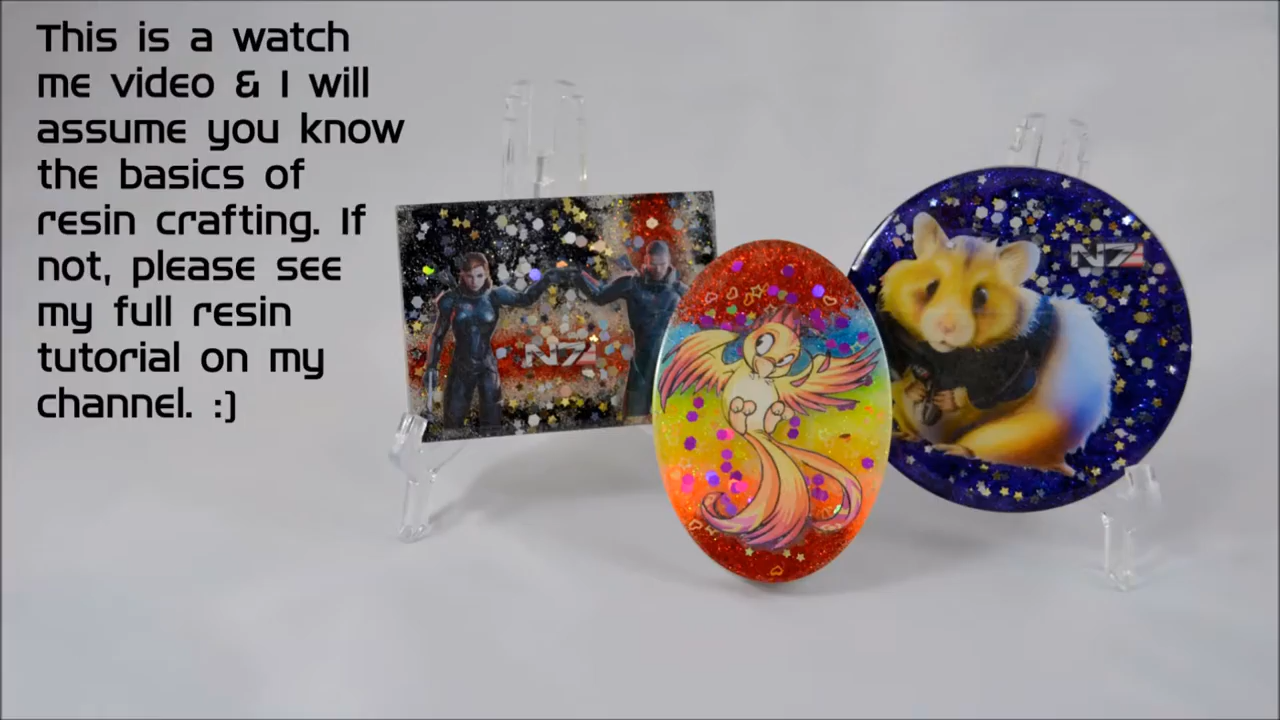 This is a watch
me video & I will
assume you know
the basics of
resin crafting. If
not, please see
my full resin
tutorial on my
channel. :)
N7
N7